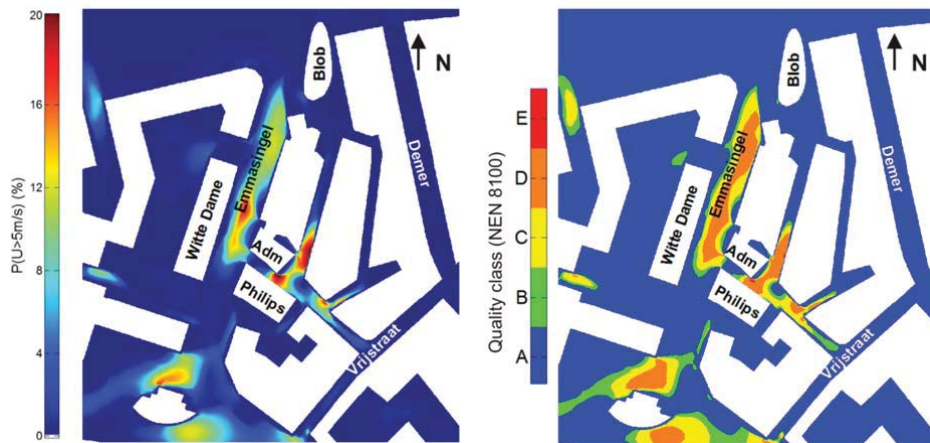 P(U>5m/s) (%)
20
16
12
8
4
0
Blob
N
Emmasingel
Witte Dame
Demer
Adm
Philips
Vrijstraat
Quality class (NEN 8100)
E
D
C
B
A
Blob
N
Emmasingel
Witte Dame
Demer
Adm
Philips
Vrijstraat